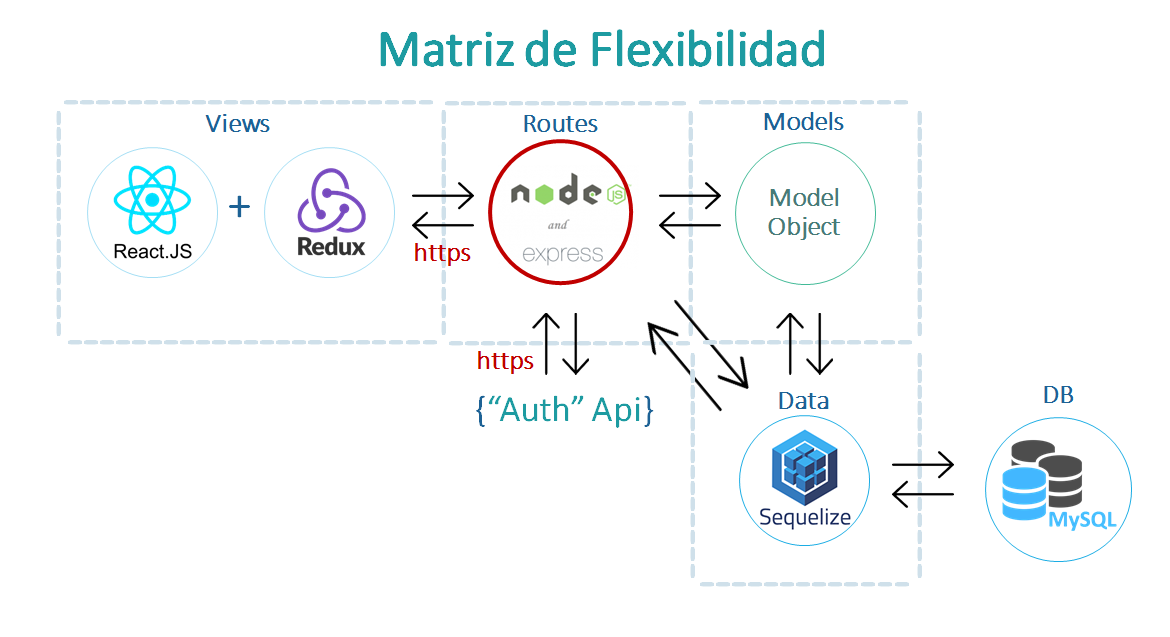 Matriz de Flexibilidad
Views
Routes
Models
React.JS
+
Redux
node
JS
and
express
Model
Object
https
https
{“Auth” Api}
Data
Sequelize
DB
MySQL